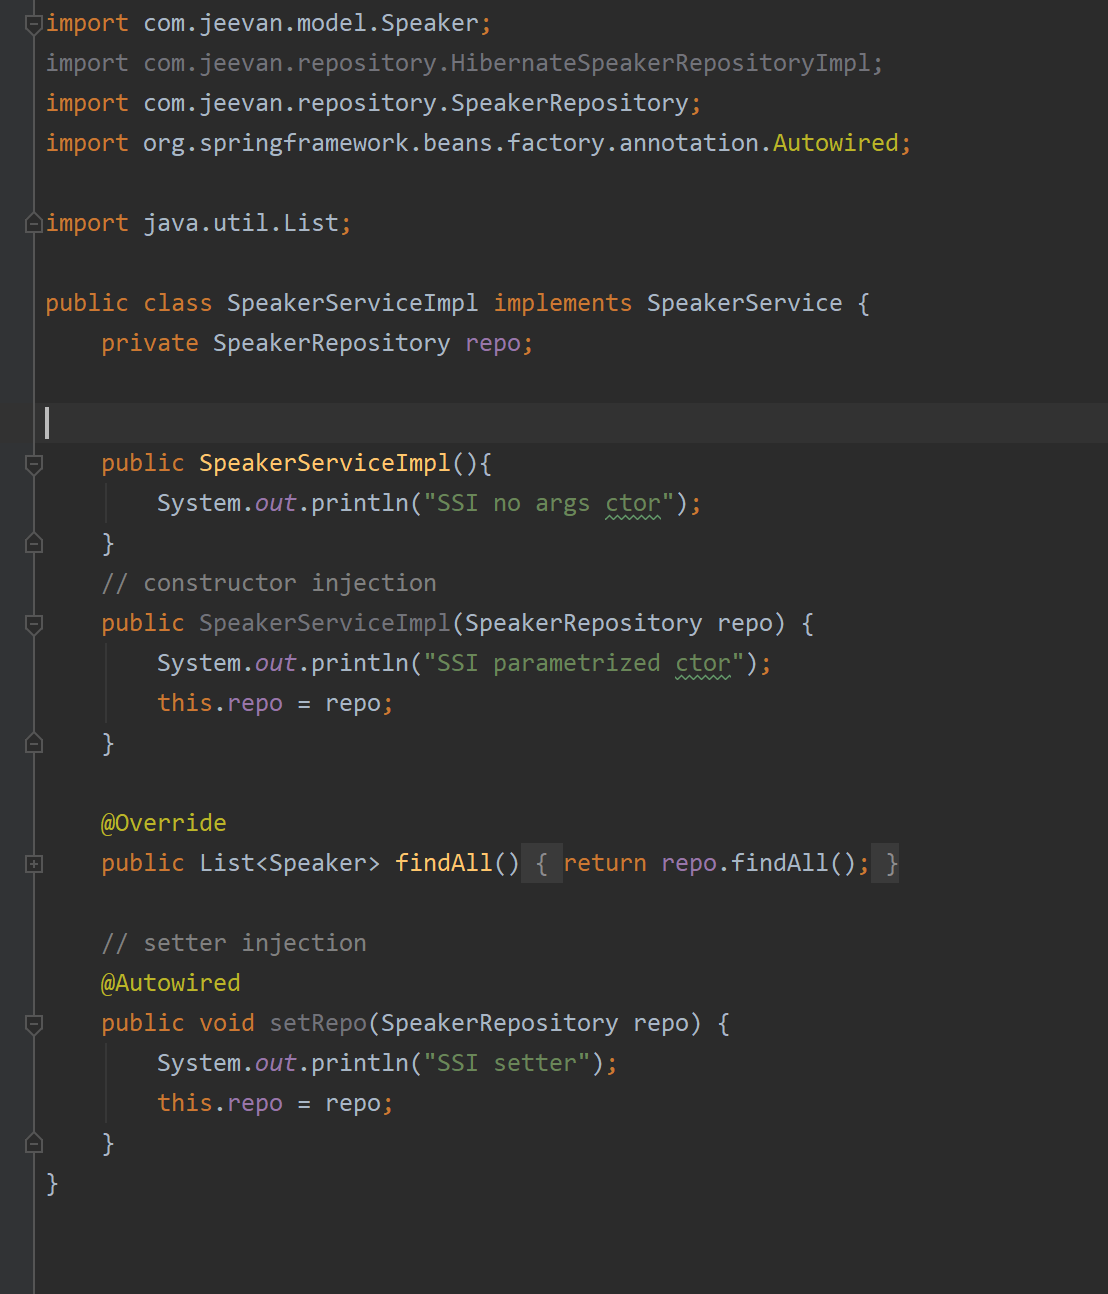 import com.jeevan.model.Speaker;
import com.jeevan.repository.HibernateSpeakerRepositoryImpl;
import com.jeevan.repository.SpeakerRepository;
import org.springframework.beans.factory.annotation.Autowired;
import java.util.List;
public class SpeakerServiceImpl implements SpeakerService {
private SpeakerRepository repo;
public SpeakerServiceImpl(){
System.out.println("SSI no args ctor");
}
// constructor injection
public SpeakerServiceImpl(SpeakerRepository repo) {
System.out.println("SSI parametrized ctor");
this.repo = repo;
}
@Override
public List<Speaker> findAll() { return repo.findAll(); }
// setter injection
@Autowired
public void setRepo(SpeakerRepository repo) {
System.out.println("SSI setter");
this.repo = repo;
}
}